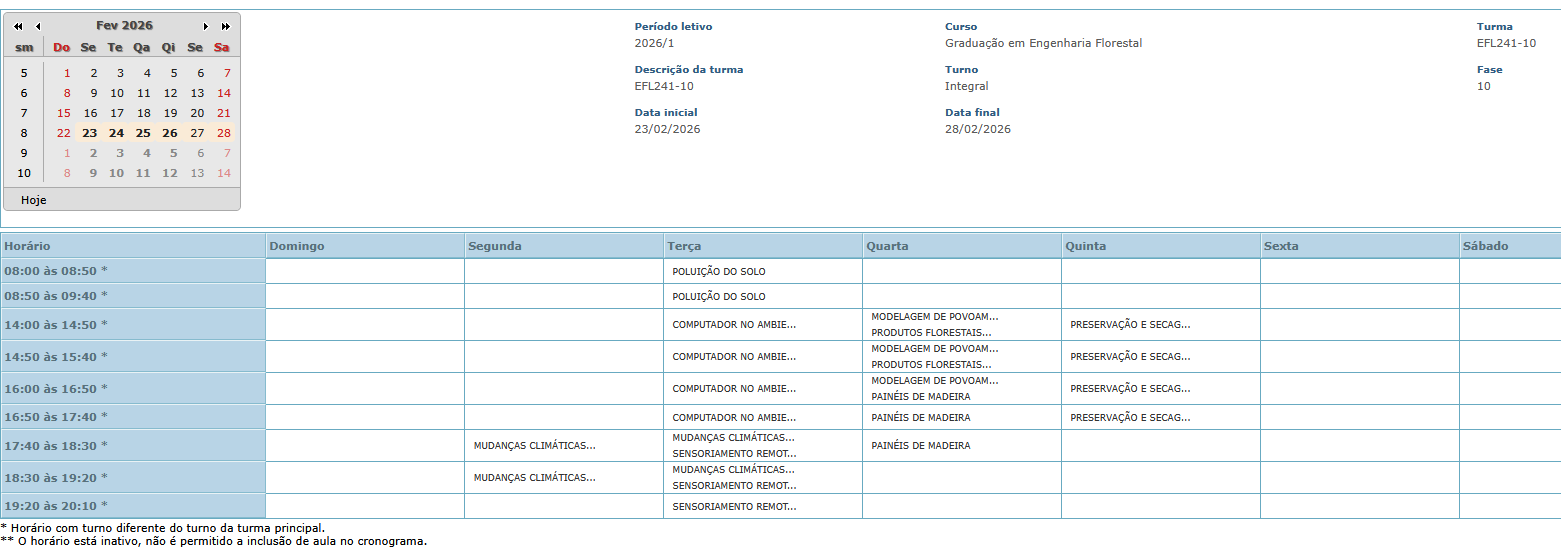 Fev 2026
sm Do Se Te Qa Qi Se Sa
5 1 2 3 4 5 6 7
6 8 9 10 11 12 13 14
7 15 16 17 18 19 20 21
8 22 23 24 25 26 27 28
9 1 2 3 4 5 6 7
10 8 9 10 11 12 13 14
Hoje
Período letivo Curso Turma
2026/1 Graduação em Engenharia Florestal EFL241-10
Descrição da turma Turno Fase
EFL241-10 Integral 10
Data inicial Data final
23/02/2026 28/02/2026
Horário Domingo Segunda Terça Quarta Quinta Sexta Sábado
08:00 às 08:50 * POLUIÇÃO DO SOLO
08:50 às 09:40 * POLUIÇÃO DO SOLO
14:00 às 14:50 * COMPUTADOR NO AMBIE... MODELAGEM DE POVOAM... PRESERVAÇÃO E SECAG...
PRODUTOS FLORESTAIS...
14:50 às 15:40 * COMPUTADOR NO AMBIE... MODELAGEM DE POVOAM... PRESERVAÇÃO E SECAG...
PRODUTOS FLORESTAIS...
16:00 às 16:50 * COMPUTADOR NO AMBIE... MODELAGEM DE POVOAM... PRESERVAÇÃO E SECAG...
PAINÉIS DE MADEIRA
16:50 às 17:40 * COMPUTADOR NO AMBIE... PAINÉIS DE MADEIRA PRESERVAÇÃO E SECAG...
17:40 às 18:30 * MUDANÇAS CLIMÁTICAS... MUDANÇAS CLIMÁTICAS... PAINÉIS DE MADEIRA
SENSORIAMENTO REMOT...
18:30 às 19:20 * MUDANÇAS CLIMÁTICAS... MUDANÇAS CLIMÁTICAS...
SENSORIAMENTO REMOT...
19:20 às 20:10 * SENSORIAMENTO REMOT...
* Horário com turno diferente do turno da turma principal.
** O horário está inativo, não é permitido a inclusão de aula no cronograma.